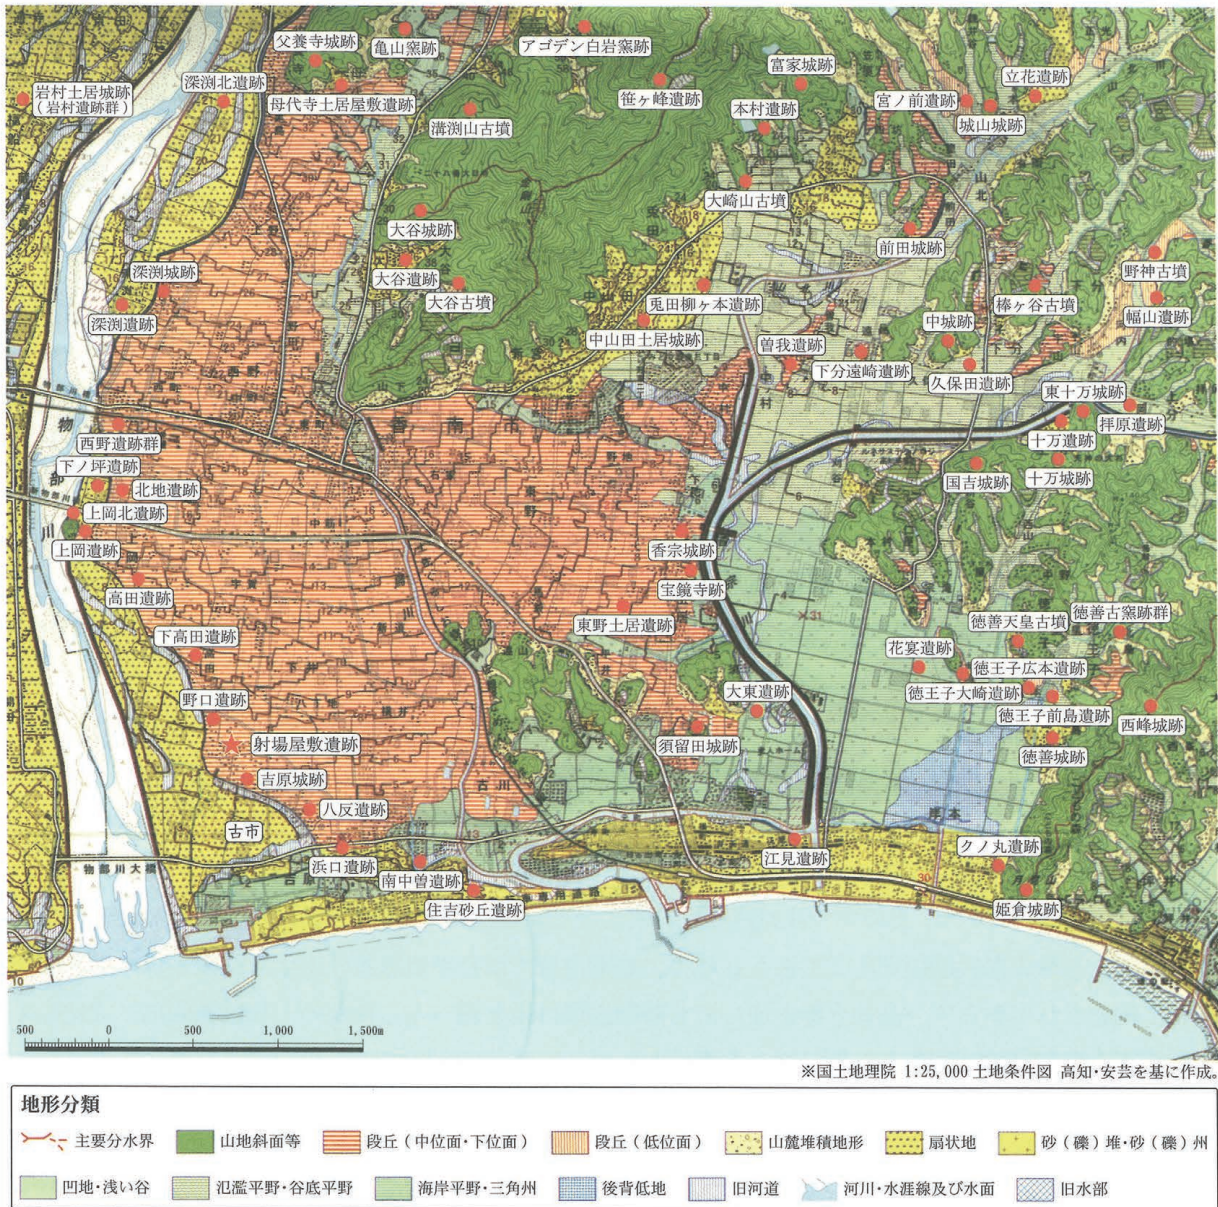 父養寺城跡
亀山窯跡
アゴデン白岩窯跡
岩村土居城跡
(岩村遺跡群)
深渕北遺跡
母代寺土居屋敷遺跡
溝渕山古墳
笹ヶ峰遺跡
富家城跡
本村遺跡
宮ノ前遺跡
立花遺跡
城山城跡
大崎山古墳
大谷城跡
前田城跡
深渕城跡
大谷遺跡
大谷古墳
兎田柳ヶ本遺跡
野神古墳
棒ヶ谷古墳
深渕遺跡
中山田土居城跡
中城跡
幅山遺跡
曽我遺跡
下分遠崎遺跡
久保田遺跡
東十万城跡
拝原遺跡
西野遺跡群
十万遺跡
下ノ坪遺跡
北地遺跡
国吉城跡
十万城跡
上岡北遺跡
上岡遺跡
香宗城跡
高田遺跡
宝鏡寺跡
東野土居遺跡
徳善天皇古墳
徳善古窯跡群
下高田遺跡
花宴遺跡
徳王子広本遺跡
徳王子大崎遺跡
野口遺跡
大東遺跡
徳王子前島遺跡
西峰城跡
射場屋敷遺跡
須留田城跡
徳善城跡
吉原城跡
八反遺跡
古市
浜口遺跡
江見遺跡
クノ丸遺跡
南中曽遺跡
住吉砂丘遺跡
姫倉城跡
香南市
物部川
物部川大橋
500 0 500 1,000 1,500m
※国土地理院 1:25,000 土地条件図 高知・安芸を基に作成。
地形分類
主要分水界 山地斜面等 段丘(中位面・下位面) 段丘(低位面) 山麓堆積地形 扇状地 砂(礫)堆・砂(礫)州
凹地・浅い谷 氾濫平野・谷底平野 海岸平野・三角州 後背低地 旧河道 河川・水涯線及び水面 旧水部